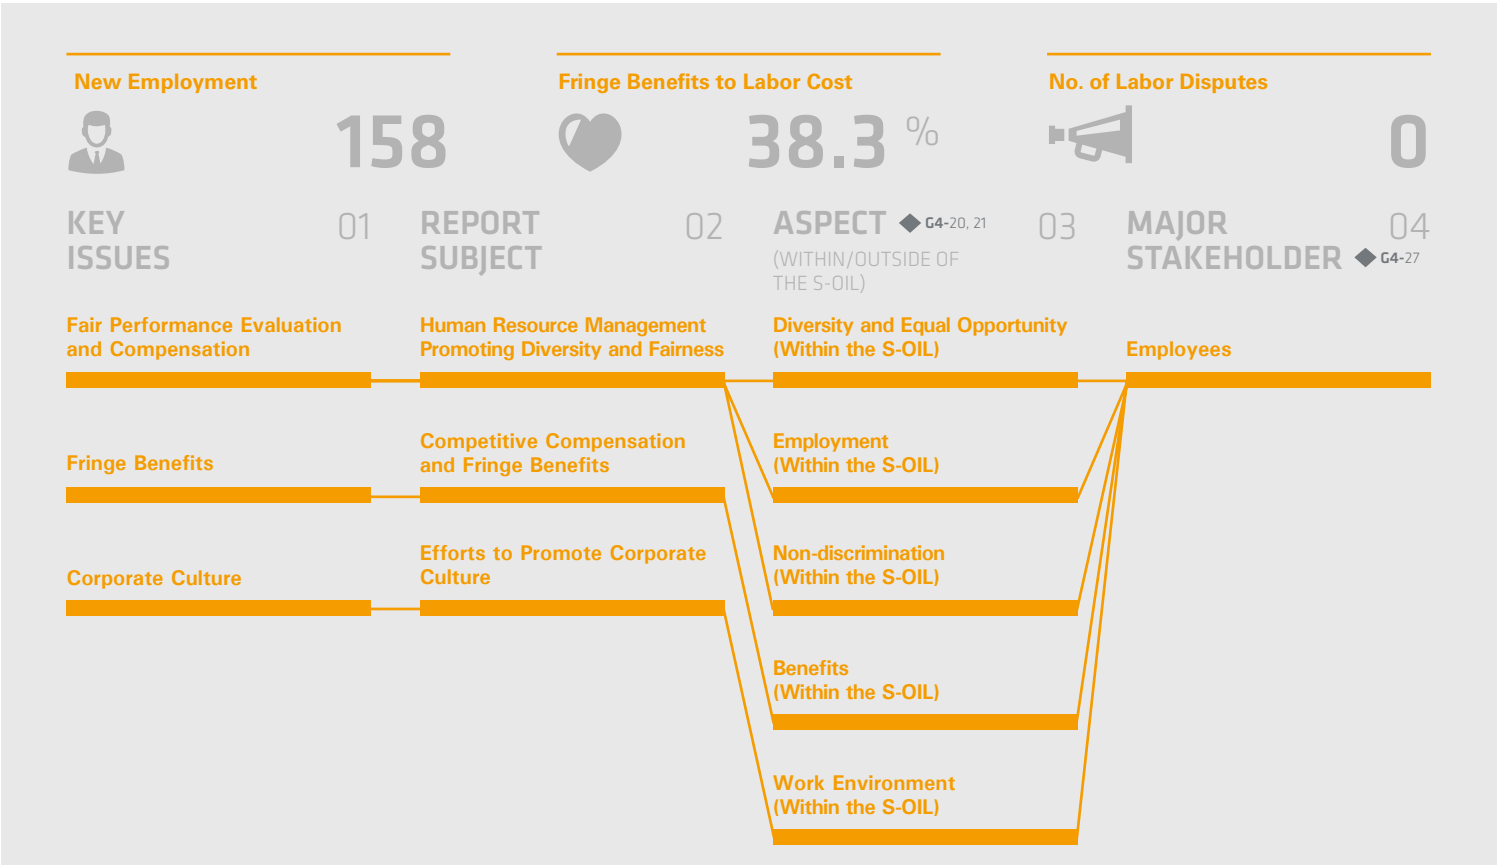 New Employment
158
Fringe Benefits to Labor Cost
38.3 %
No. of Labor Disputes
0
KEY
ISSUES
01
REPORT
SUBJECT
02
ASPECT G4-20, 21
(WITHIN/OUTSIDE OF
THE S-OIL)
03
MAJOR
STAKEHOLDER G4-27
04
Fair Performance Evaluation
and Compensation
Human Resource Management
Promoting Diversity and Fairness
Diversity and Equal Opportunity
(Within the S-OIL)
Employees
Fringe Benefits
Competitive Compensation
and Fringe Benefits
Employment
(Within the S-OIL)
Corporate Culture
Efforts to Promote Corporate
Culture
Non-discrimination
(Within the S-OIL)
Benefits
(Within the S-OIL)
Work Environment
(Within the S-OIL)